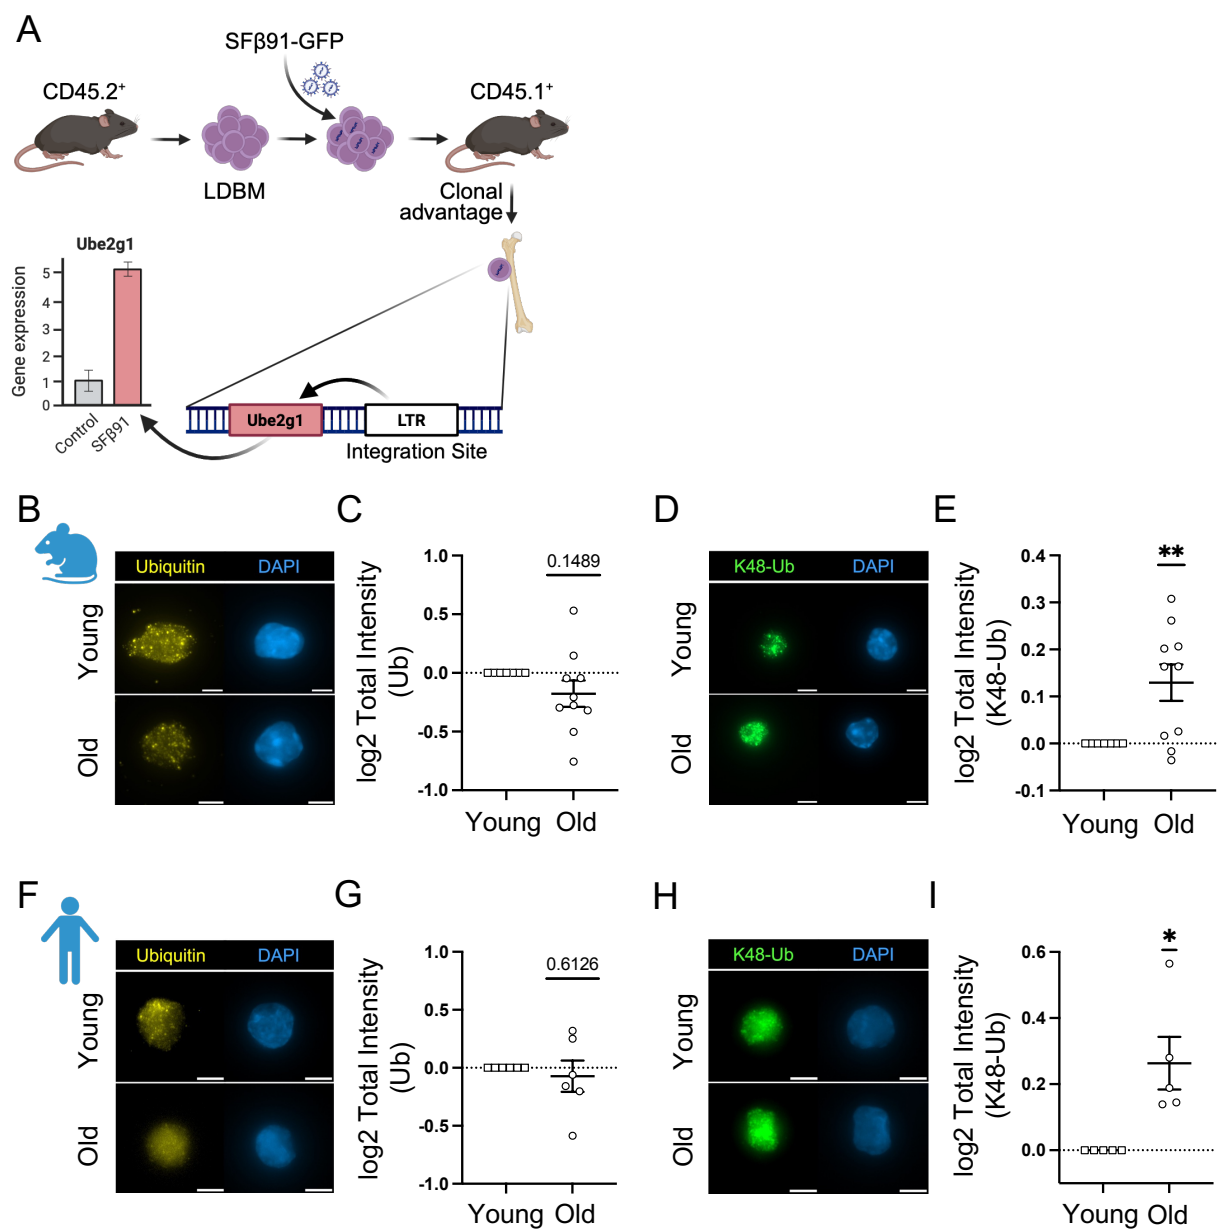 A
SFβ91-GFP
CD45.2+
CD45.1+
LDBM
Clonal
advantage
Ube2g1
Gene expression
5
4
3
2
1
0
Control
SFβ91
Ube2g1
LTR
Integration Site
B
Ubiquitin
DAPI
Young
Old
C
log2 Total Intensity
(Ub)
1.0
0.5
0.0
-0.5
-1.0
0.1489
Young
Old
D
K48-Ub
DAPI
Young
Old
E
log2 Total Intensity
(K48-Ub)
0.4
0.3
0.2
0.1
0.0
-0.1
**
Young
Old
F
Ubiquitin
DAPI
Young
Old
G
log2 Total Intensity
(Ub)
1.0
0.5
0.0
-0.5
-1.0
0.6126
Young
Old
H
K48-Ub
DAPI
Young
Old
I
log2 Total Intensity
(K48-Ub)
0.6
0.4
0.2
0.0
*
Young
Old